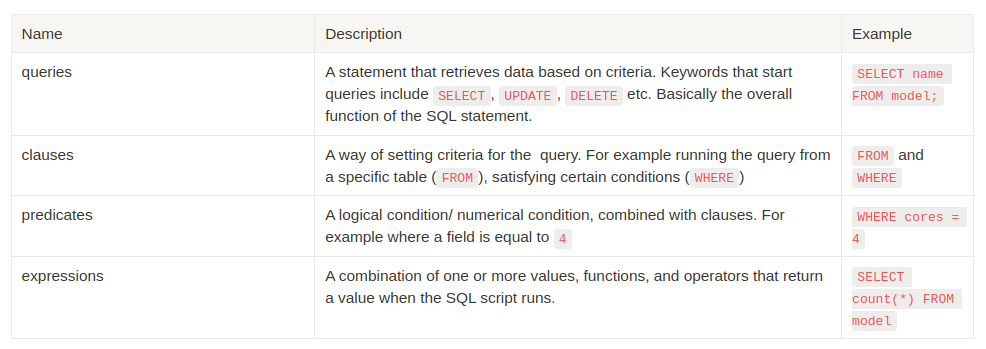 Name Description Example
queries A statement that retrieves data based on criteria. Keywords that start SELECT name
queries include SELECT, UPDATE, DELETE etc. Basically the overall FROM model;
function of the SQL statement.
clauses A way of setting criteria for the  query. For example running the query from FROM and
a specific table (FROM), satisfying certain conditions (WHERE) WHERE
predicates A logical condition/ numerical condition, combined with clauses. For WHERE cores =
example where a field is equal to 4 4
expressions A combination of one or more values, functions, and operators that return SELECT
a value when the SQL script runs. count(*) FROM
model